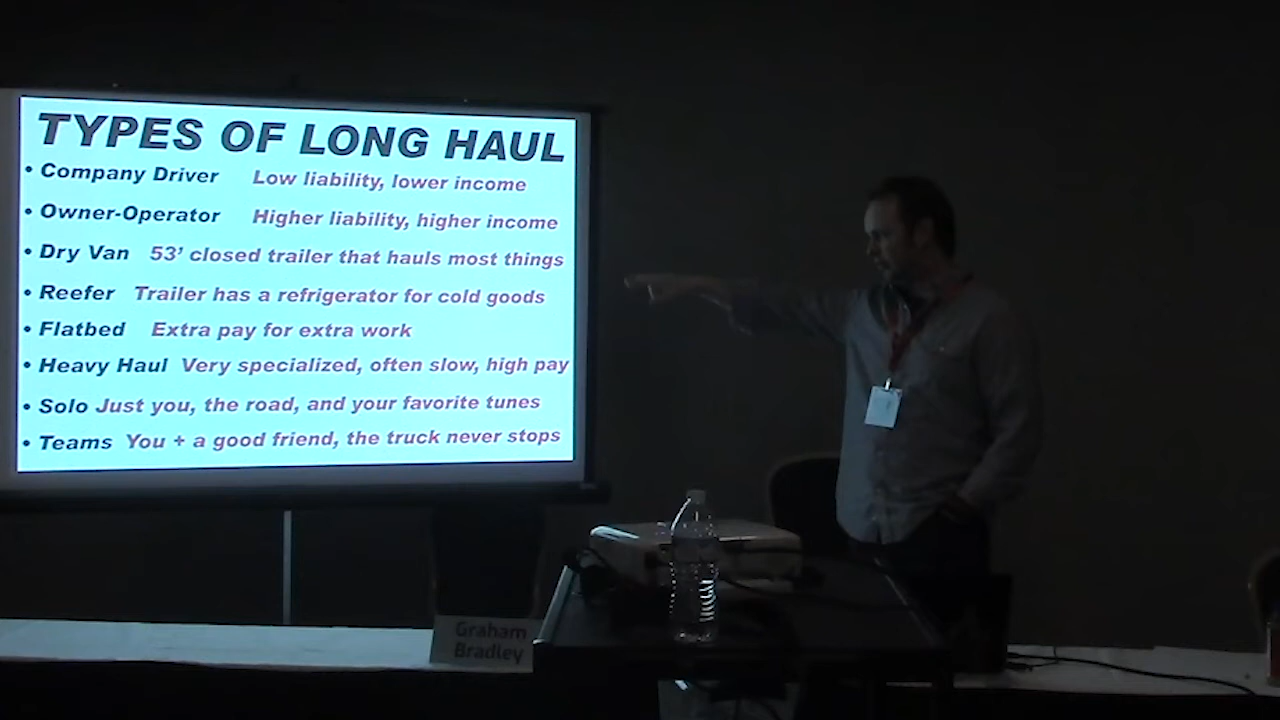 TYPES OF LONG HAUL
• Company Driver Low liability, lower income
• Owner-Operator Higher liability, higher income
• Dry Van 53’ closed trailer that hauls most things
• Reefer Trailer has a refrigerator for cold goods
• Flatbed Extra pay for extra work
• Heavy Haul Very specialized, often slow, high pay
• Solo Just you, the road, and your favorite tunes
• Teams You + a good friend, the truck never stops
Graham
Bradley